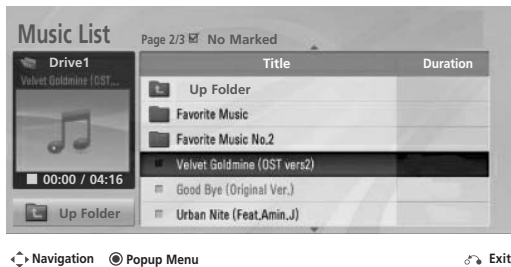 Music List
Page 2/3 No Marked
Drive1
Velvet Goldmine (OST...
00:00 / 04:16
Up Folder
Title Duration
Up Folder
Favorite Music
Favorite Music No.2
Velvet Goldmine (OST vers2)
Good Bye (Original Ver.)
Urban Nite (Feat.Amin.J)
Navigation Popup Menu Exit